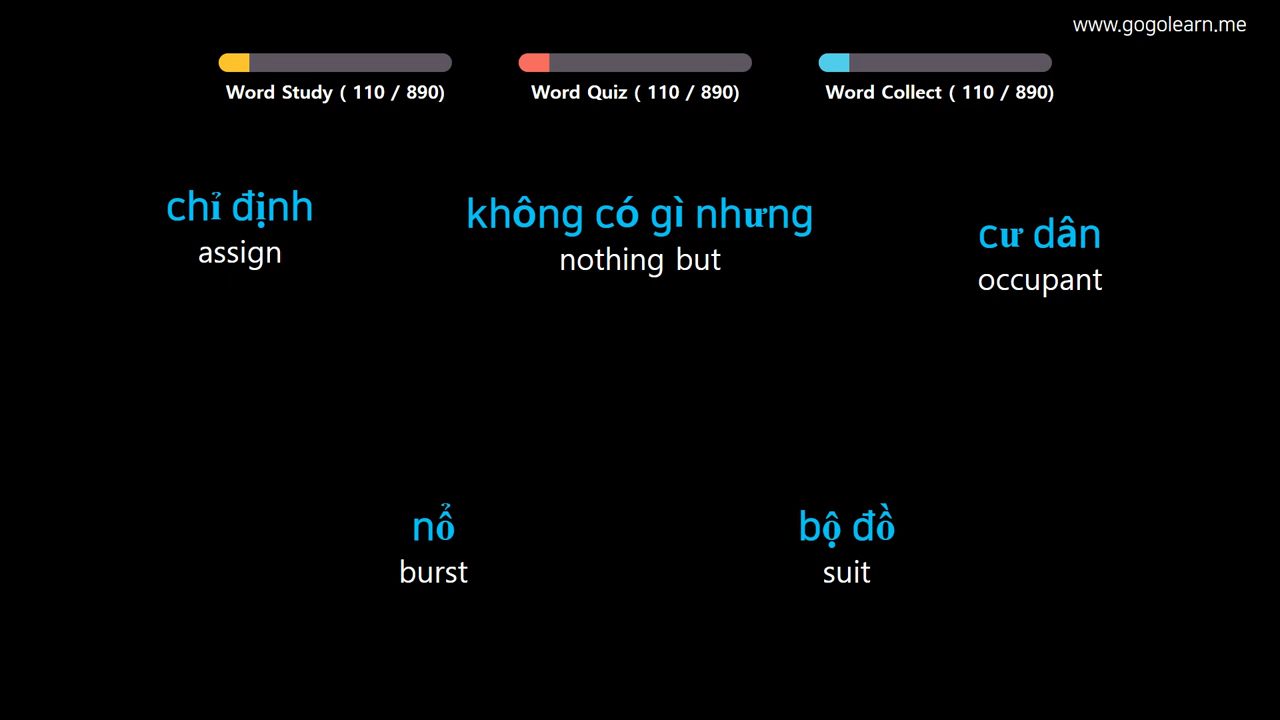 www.gogolearn.me
Word Study ( 110 / 890)
Word Quiz ( 110 / 890)
Word Collect ( 110 / 890)
chỉ định
assign
không có gì nhưng
nothing but
cư dân
occupant
nổ
burst
bộ đồ
suit